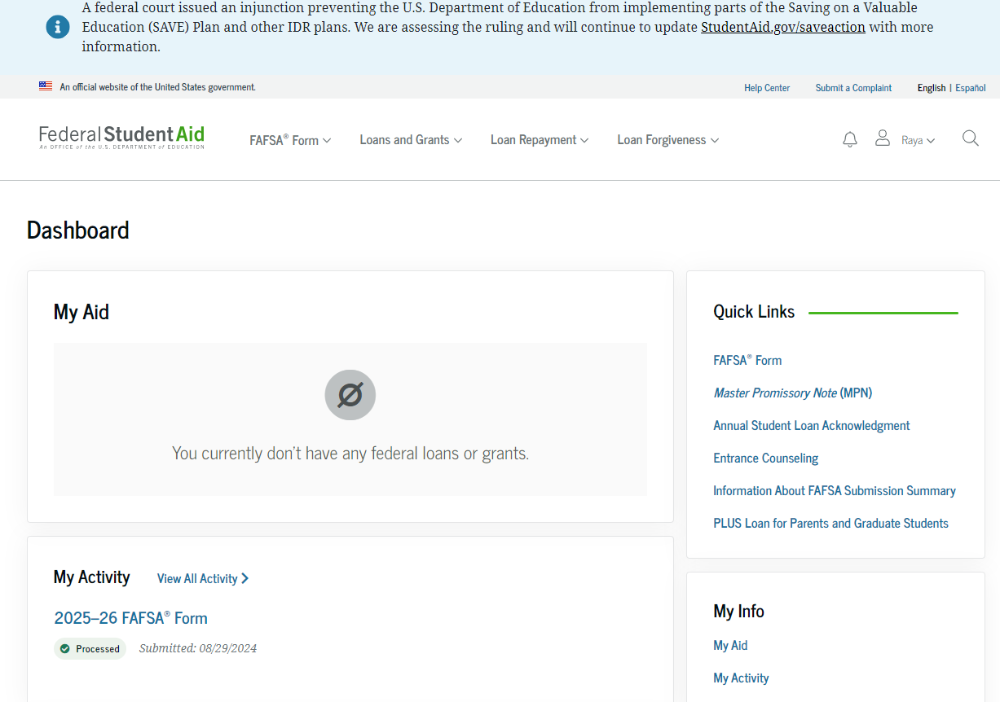 A federal court issued an injunction preventing the U.S. Department of Education from implementing parts of the Saving on a Valuable
Education (SAVE) Plan and other IDR plans. We are assessing the ruling and will continue to update StudentAid.gov/saveaction with more
information.
An official website of the United States government.
Help Center
Submit a Complaint
English | Español
Federal Student Aid
An OFFICE of the U.S. DEPARTMENT of EDUCATION
FAFSA® Form
Loans and Grants
Loan Repayment
Loan Forgiveness
Raya
Dashboard
My Aid
You currently don't have any federal loans or grants.
My Activity
View All Activity
2025–26 FAFSA® Form
Processed
Submitted: 08/29/2024
Quick Links
FAFSA® Form
Master Promissory Note (MPN)
Annual Student Loan Acknowledgment
Entrance Counseling
Information About FAFSA Submission Summary
PLUS Loan for Parents and Graduate Students
My Info
My Aid
My Activity